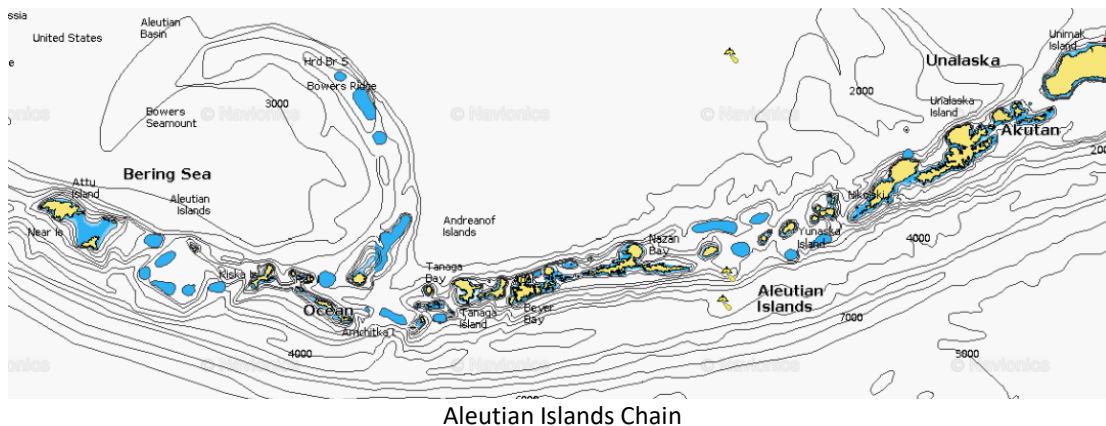 ssia
Aleutian
Basin
United States
Hrd Br S
Bowers Ridge
3000
Bowers
Seamount
© Navionics
© Navionics
© Navionics
Unimak
Island
Unalaska
2000
Unalaska
Island
Akutan
200
Bering Sea
Attu
Island
Aleutian
Islands
Near Is
Andreanof
Islands
Nikolski
Nazan
Bay
Yunaska
Island
4000
Kiska I
Tanaga
Bay
Ocean
Amchitka I
Tanaga
Island
Beyer
Bay
Aleutian
Islands
7000
4000
5000
© Navionics
© Navionics
Aleutian Islands Chain